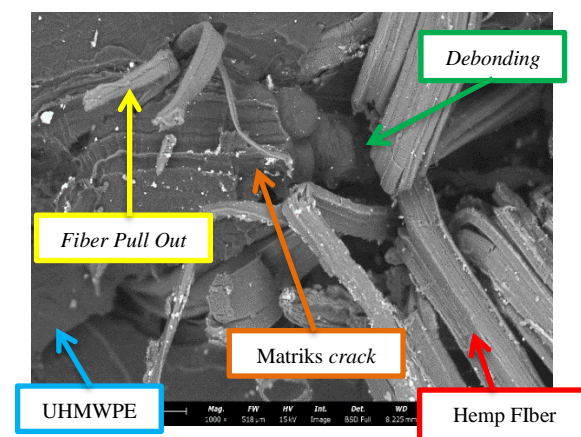 Debonding
Fiber Pull Out
Matriks crack
UHMWPE
Hemp FIber
Mag. FW HV Int. Det. WD
1000 x 518 µm 15 kV Image BSD Full 8.225 mm